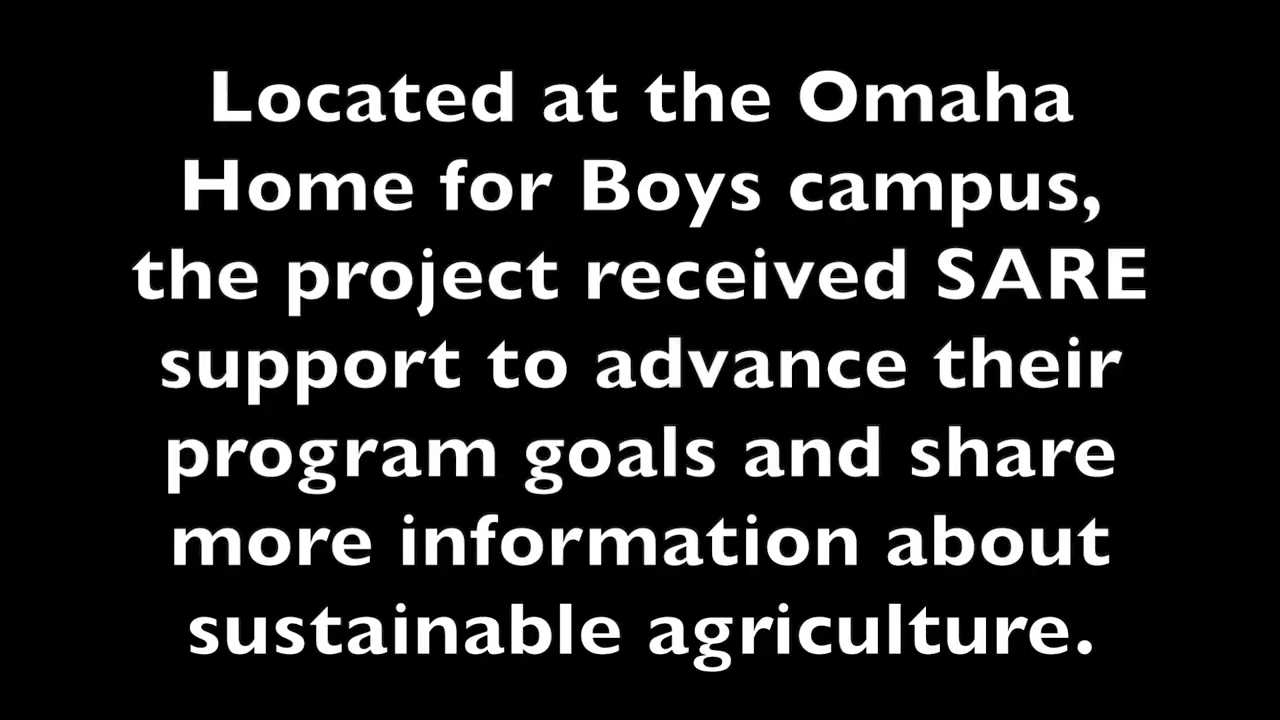 Located at the Omaha
Home for Boys campus,
the project received SARE
support to advance their
program goals and share
more information about
sustainable agriculture.